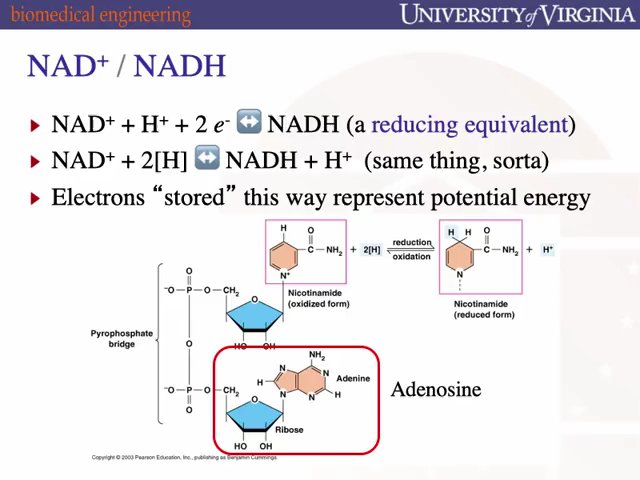 biomedical engineering
UNIVERSITY of VIRGINIA
NAD⁺ / NADH
NAD⁺ + H⁺ + 2 e⁻ ↔ NADH (a reducing equivalent)
NAD⁺ + 2[H] ↔ NADH + H⁺ (same thing, sorta)
Electrons “stored” this way represent potential energy
H
O
C
NH₂
N⁺
+ 2[H]
reduction
oxidation
H H
O
C
NH₂
N
+ H⁺
Nicotinamide
(oxidized form)
Nicotinamide
(reduced form)
O
⁻O P O CH₂
O
HO OH
Pyrophosphate
bridge
O
NH₂
N
N
Adenine
H
N
N
H
⁻O P O CH₂
O
O
Ribose
HO OH
Adenosine
Copyright © 2003 Pearson Education, Inc., publishing as Benjamin Cummings.